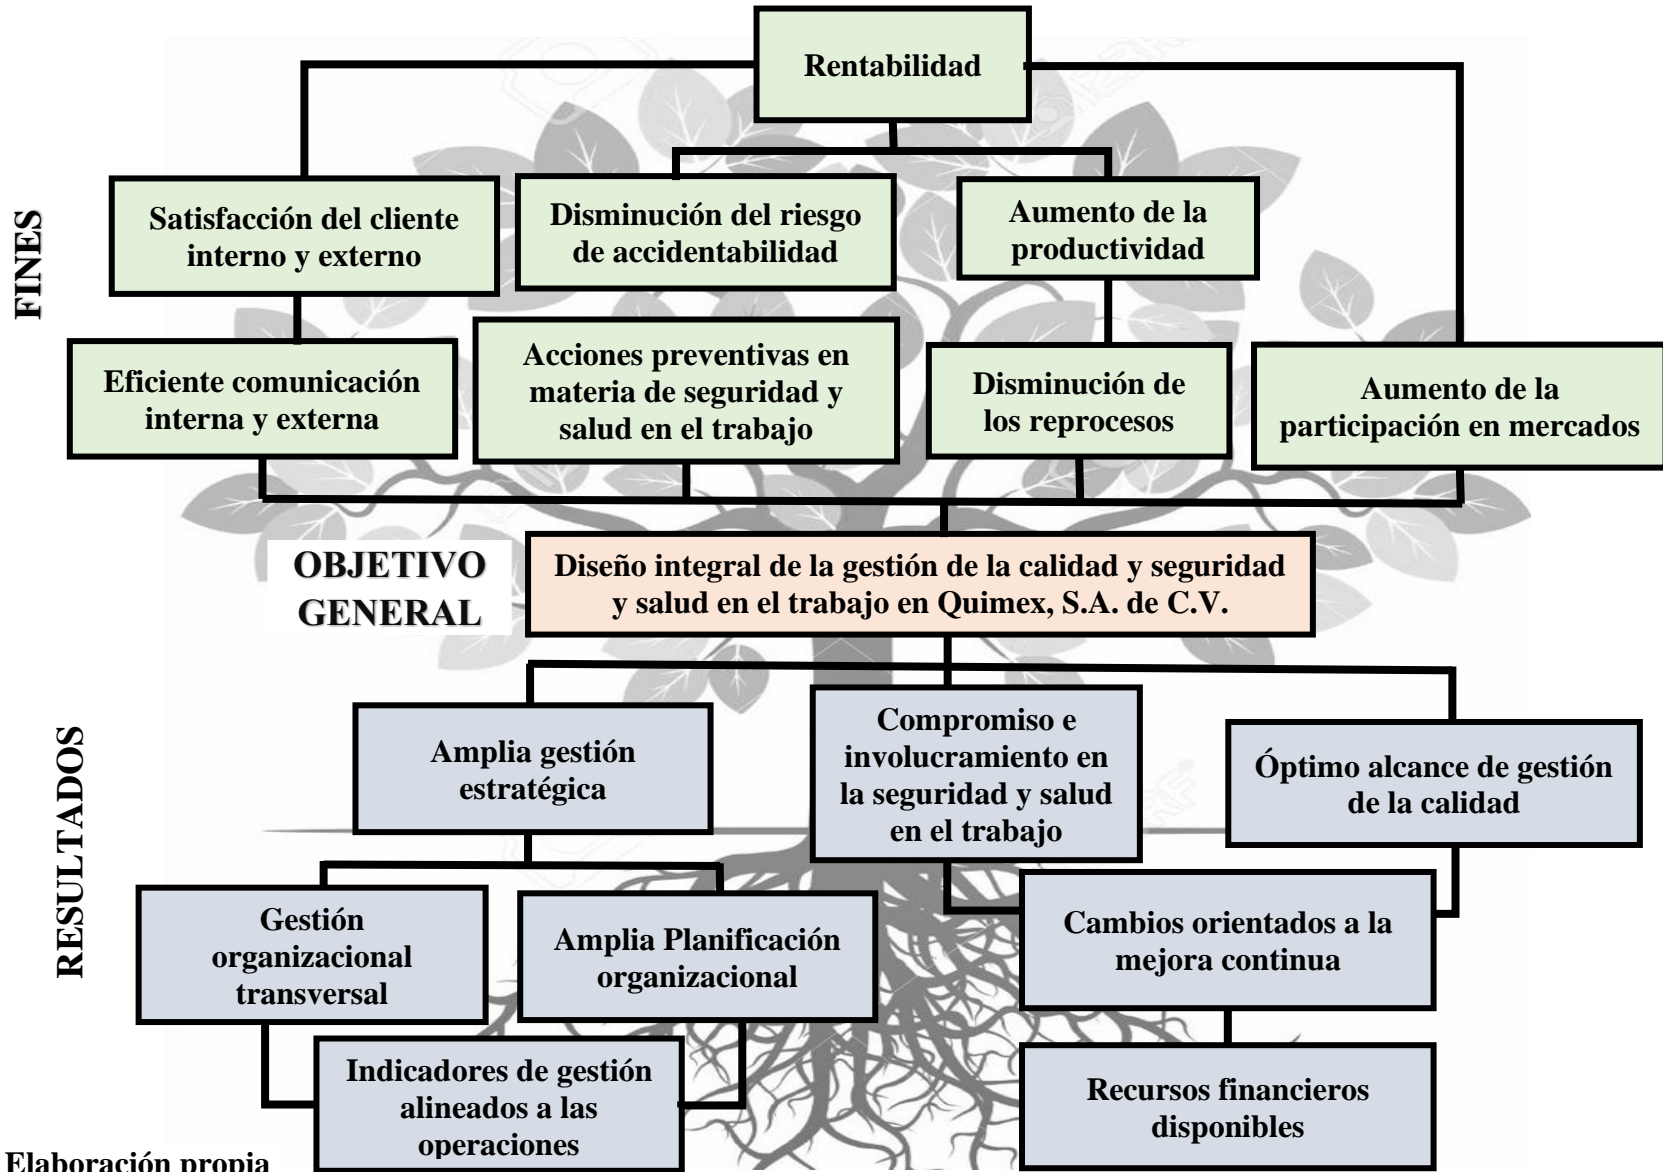 Rentabilidad
FINES
Satisfacción del cliente
interno y externo
Disminución del riesgo
de accidentabilidad
Aumento de la
productividad
Eficiente comunicación
interna y externa
Acciones preventivas en
materia de seguridad y
salud en el trabajo
Disminución de
los reprocesos
Aumento de la
participación en mercados
OBJETIVO
GENERAL
Diseño integral de la gestión de la calidad y seguridad
y salud en el trabajo en Quimex, S.A. de C.V.
RESULTADOS
Amplia gestión
estratégica
Compromiso e
involucramiento en
la seguridad y salud
en el trabajo
Óptimo alcance de gestión
de la calidad
Gestión
organizacional
transversal
Amplia Planificación
organizacional
Cambios orientados a la
mejora continua
Indicadores de gestión
alineados a las
operaciones
Recursos financieros
disponibles
Elaboración propia